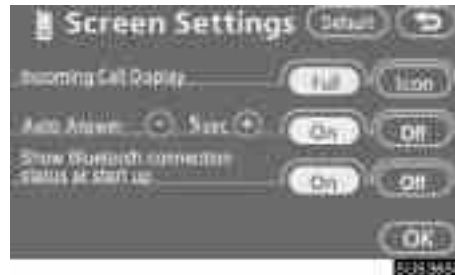 Screen Settings Default
Incoming Call Display Full Icon
Auto Answer - 5sec + On Off
Show Bluetooth connection
status at start up On Off
OK